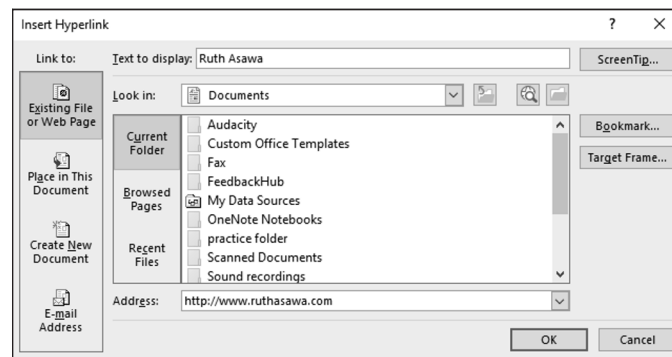 Insert Hyperlink
?
Link to:
Text to display: Ruth Asawa
ScreenTip...
Existing File
or Web Page
Look in: Documents
Place in This
Document
Create New
Document
E-mail
Address
Current
Folder
Browsed
Pages
Recent
Files
Audacity
Custom Office Templates
Fax
FeedbackHub
My Data Sources
OneNote Notebooks
practice folder
Scanned Documents
Sound recordings
Bookmark...
Target Frame...
Address: http://www.ruthasawa.com
OK
Cancel